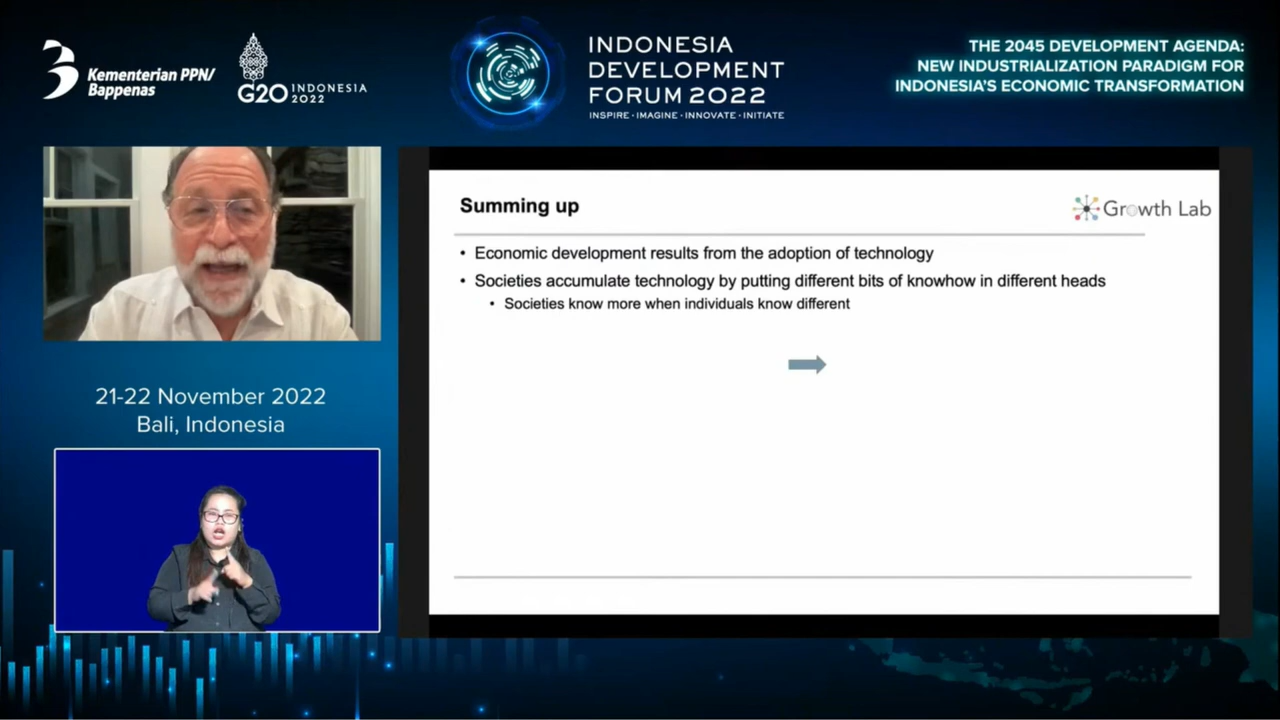 Kementerian PPN/
Bappenas
G20 INDONESIA
2022
INDONESIA
DEVELOPMENT
FORUM 2022
INSPIRE · IMAGINE · INNOVATE · INITIATE
THE 2045 DEVELOPMENT AGENDA:
NEW INDUSTRIALIZATION PARADIGM FOR
INDONESIA'S ECONOMIC TRANSFORMATION
21-22 November 2022
Bali, Indonesia
Summing up
Growth Lab
• Economic development results from the adoption of technology
• Societies accumulate technology by putting different bits of knowhow in different heads
• Societies know more when individuals know different